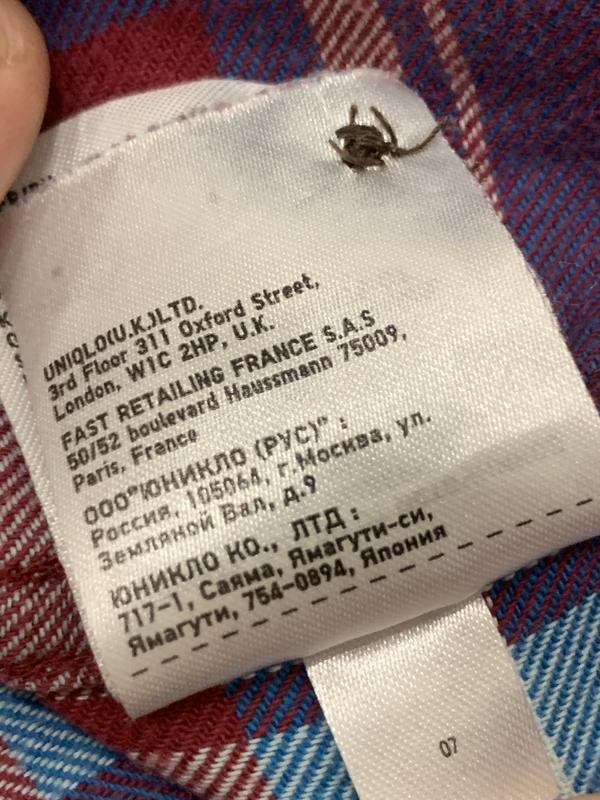 UNIQLO(U.K.)LTD.
3rd Floor 311 Oxford Street,
London, W1C 2HP, U.K.
FAST RETAILING FRANCE S.A.S
50/52 boulevard Haussmann 75009,
Paris, France
ООО"ЮНИКЛО (РУС)" :
Россия, 105064, г.Москва, ул.
Земляной Вал, д.9
ЮНИКЛО КО., ЛТД :
717-1, Саяма, Ямагути-си,
Ямагути, 754-0894, Япония
07